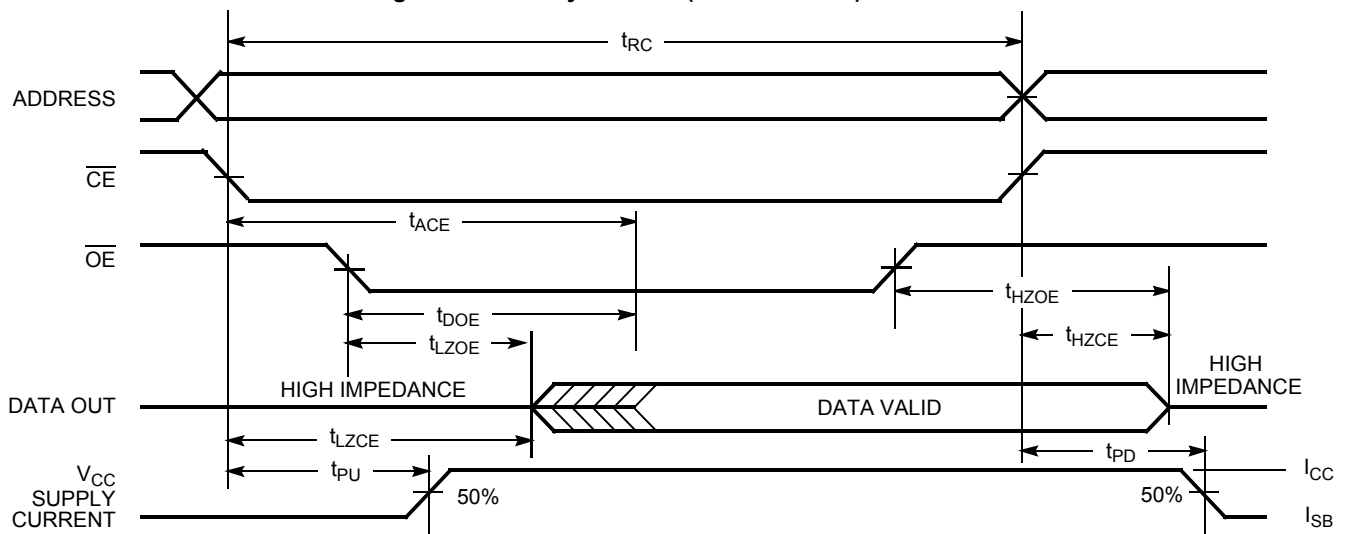 tRC
ADDRESS
CE
tACE
OE
tHZOE
tDOE
tLZOE
tHZCE
HIGH IMPEDANCE
HIGH
IMPEDANCE
DATA OUT
DATA VALID
tLZCE
tPU
tPD
VCC
SUPPLY
CURRENT
50%
50%
ICC
ISB